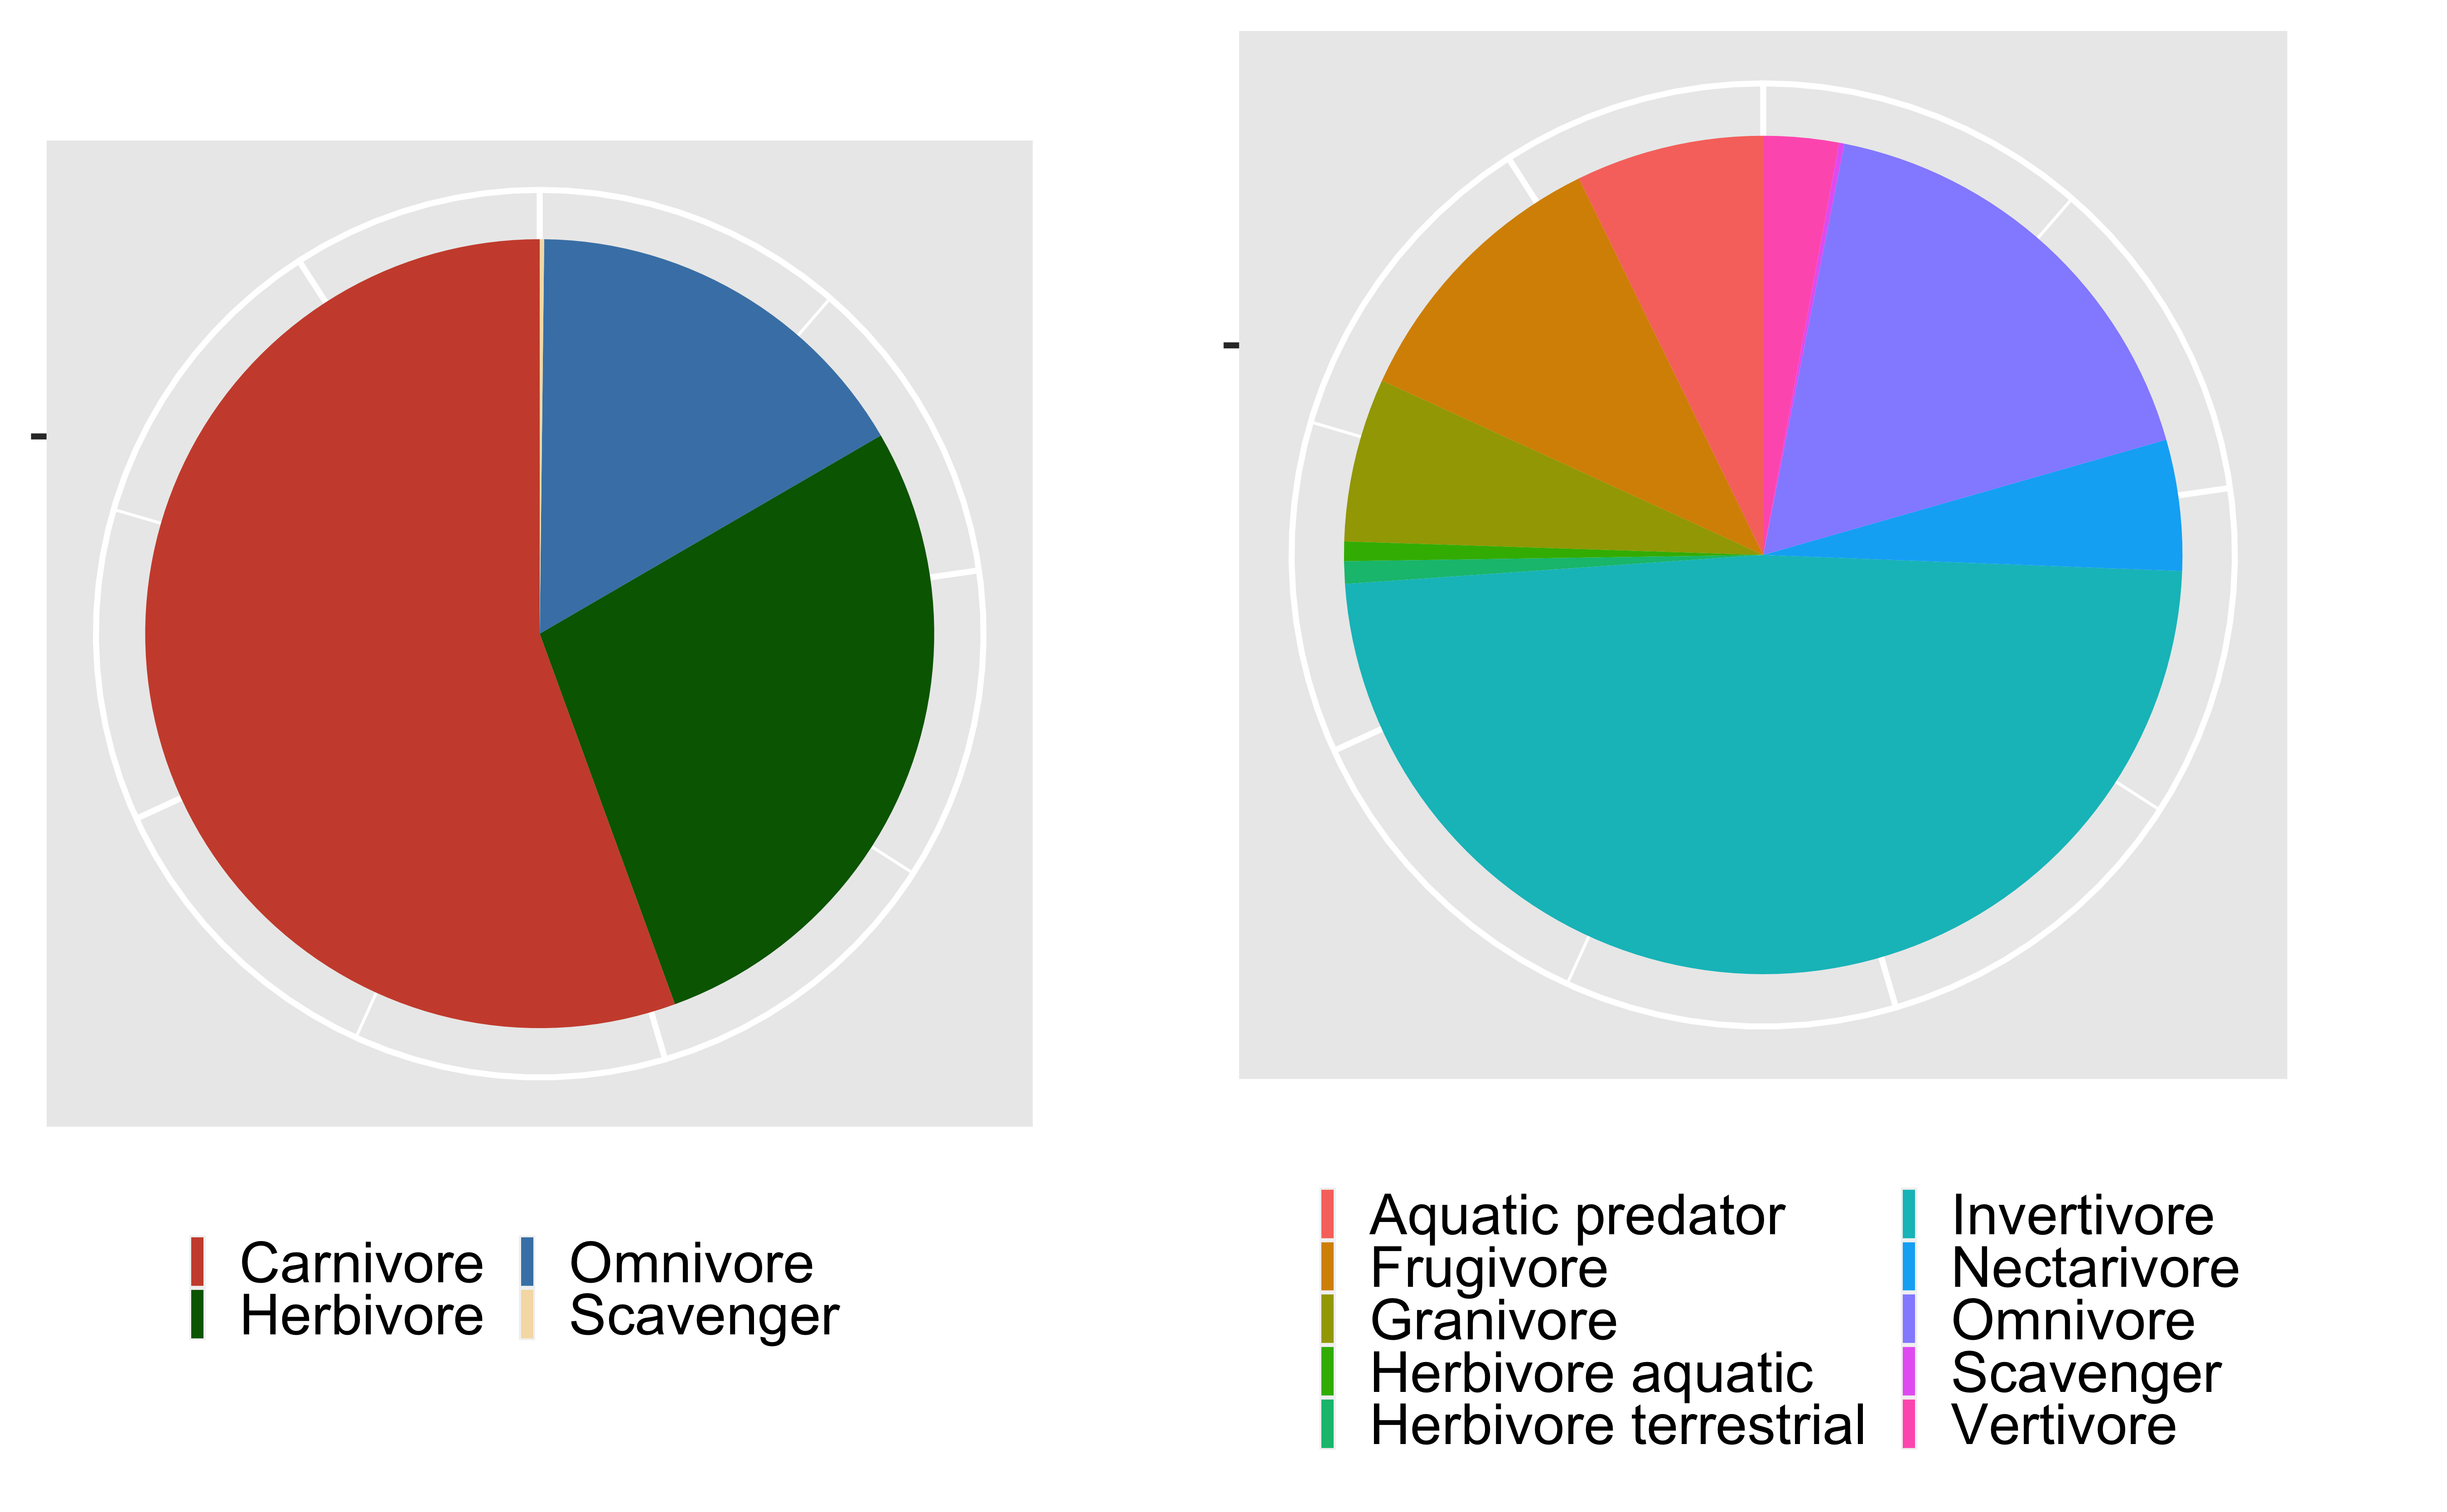 Carnivore
Herbivore
Omnivore
Scavenger
Aquatic predator
Frugivore
Granivore
Herbivore aquatic
Herbivore terrestrial
Invertivore
Nectarivore
Omnivore
Scavenger
Vertivore